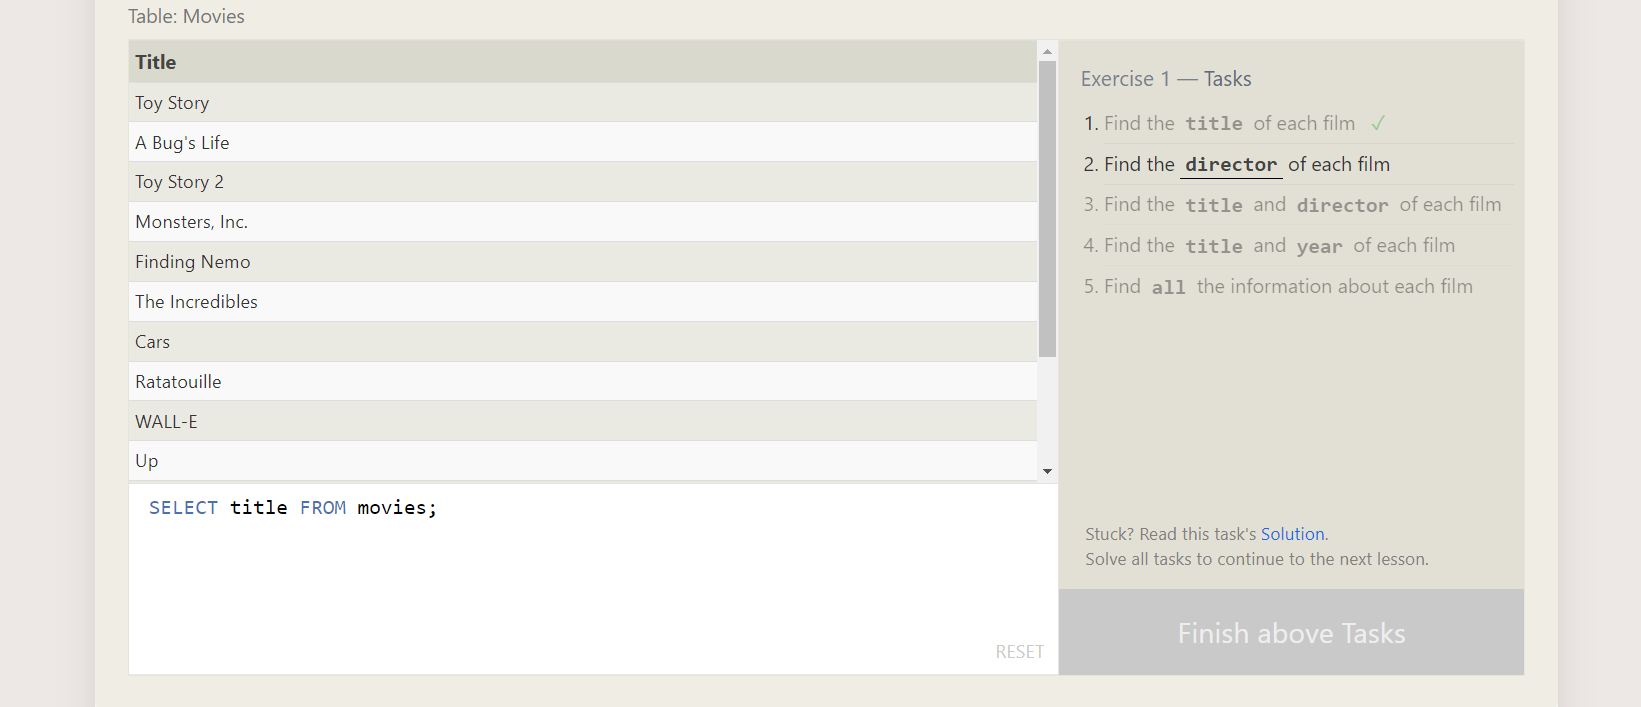 Table: Movies
Title
Toy Story
A Bug's Life
Toy Story 2
Monsters, Inc.
Finding Nemo
The Incredibles
Cars
Ratatouille
WALL-E
Up
SELECT title FROM movies;
RESET
Exercise 1 — Tasks
1. Find the title of each film ✓
2. Find the director of each film
3. Find the title and director of each film
4. Find the title and year of each film
5. Find all the information about each film
Stuck? Read this task's Solution.
Solve all tasks to continue to the next lesson.
Finish above Tasks